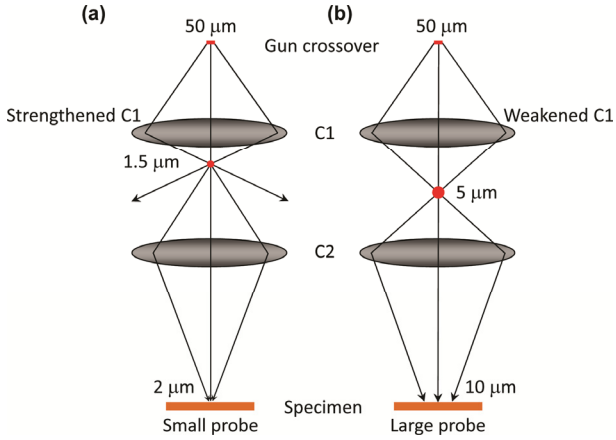 (a)
(b)
50 μm
50 μm
Gun crossover
Strengthened C1
Weakened C1
C1
1.5 μm
5 μm
C2
2 μm
10 μm
Specimen
Small probe
Large probe